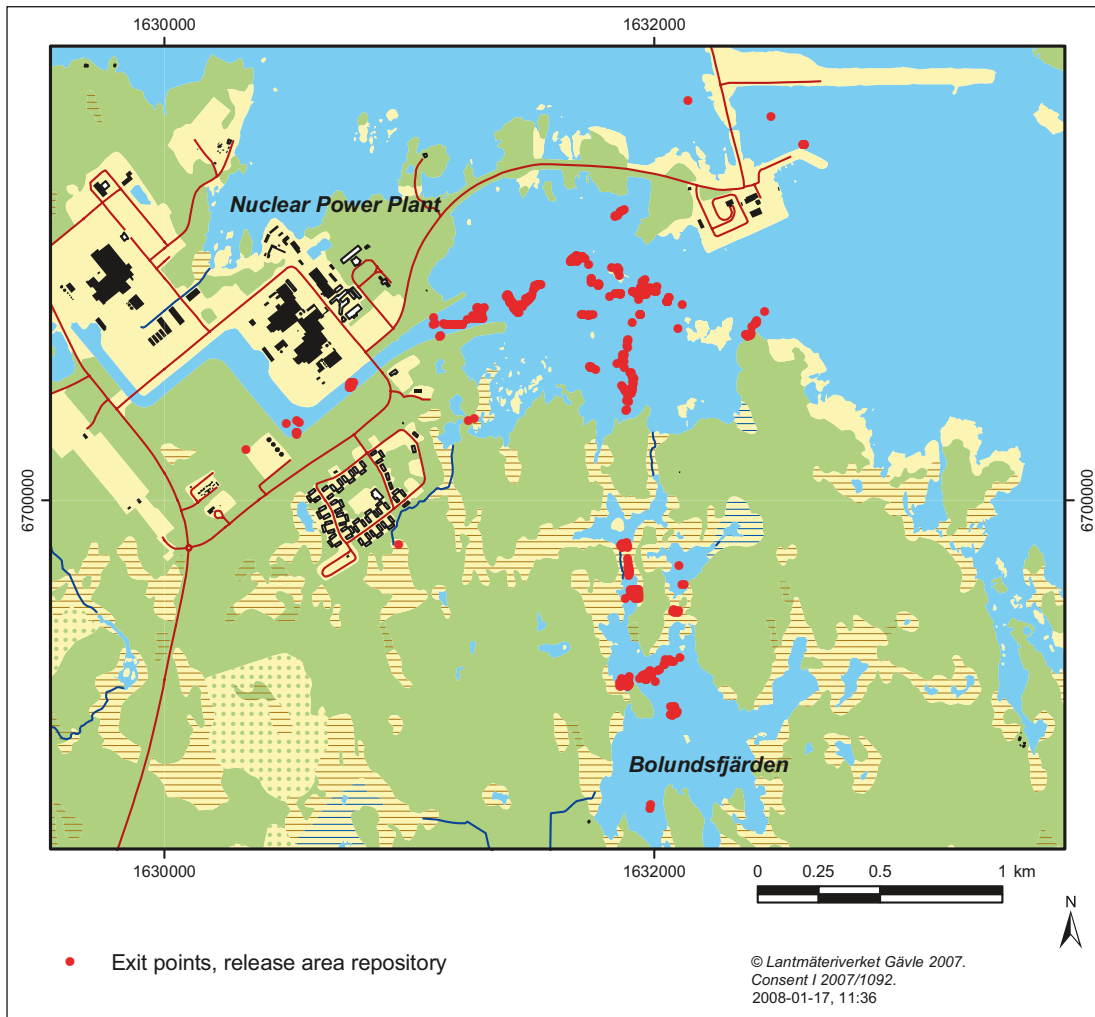 1630000
1632000
Nuclear Power Plant
6700000
6700000
Bolundsfjärden
1630000
1632000
0 0.25 0.5 1 km
N
Exit points, release area repository
© Lantmäteriverket Gävle 2007.
Consent I 2007/1092.
2008-01-17, 11:36